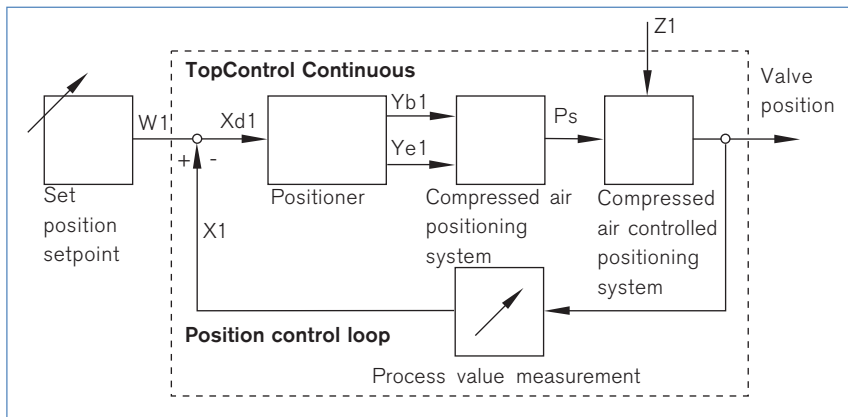 Z1
TopControl Continuous
Valve
position
W1
Xd1
Yb1
Ye1
Ps
+ -
Set
position
setpoint
Positioner
Compressed air
positioning
system
Compressed
air controlled
positioning
system
X1
Position control loop
Process value measurement